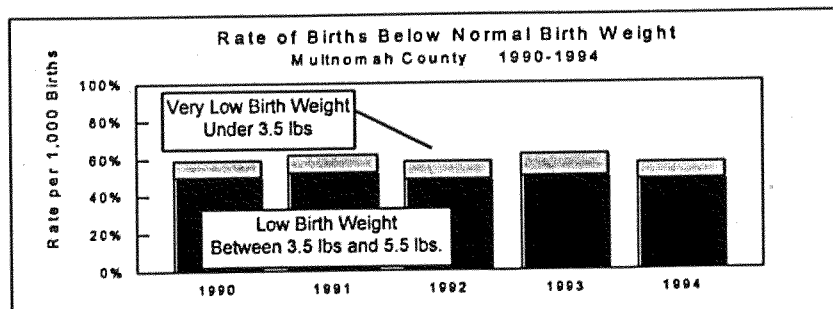 Rate of Births Below Normal Birth Weight
Multnomah County 1990-1994
Rate per 1,000 Births
100%
80%
60%
40%
20%
0%
Very Low Birth Weight
Under 3.5 lbs
Low Birth Weight
Between 3.5 lbs and 5.5 lbs.
1990 1991 1992 1993 1994